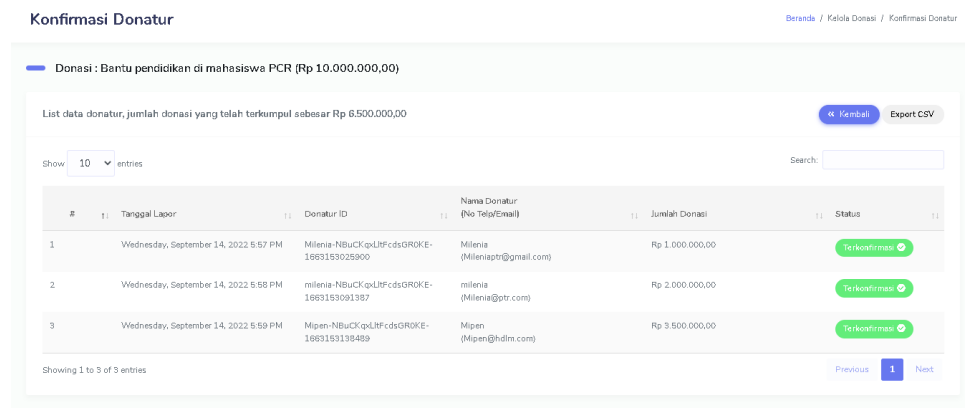 Konfirmasi Donatur
Beranda / Kelola Donasi / Konfirmasi Donatur
Donasi : Bantu pendidikan di mahasiswa PCR (Rp 10.000.000,00)
List data donatur, jumlah donasi yang telah terkumpul sebesar Rp 6.500.000,00
« Kembali
Export CSV
Show 10 entries
Search:
# Tanggal Lapor Donatur ID Nama Donatur (No Telp/Email) Jumlah Donasi Status
1 Wednesday, September 14, 2022 5:57 PM Milenia-NBuCKqxLltFcdsGR0KE-1663153025900 Milenia (Mileniaptr@gmail.com) Rp 1.000.000,00 Terkonfirmasi
2 Wednesday, September 14, 2022 5:58 PM milenia-NBuCKqxLltFcdsGR0KE-1663153091387 milenia (Milenia@ptr.com) Rp 2.000.000,00 Terkonfirmasi
3 Wednesday, September 14, 2022 5:59 PM Mipen-NBuCKqxLltFcdsGR0KE-1663153138489 Mipen (Mipen@hdlm.com) Rp 3.500.000,00 Terkonfirmasi
Showing 1 to 3 of 3 entries
Previous 1 Next